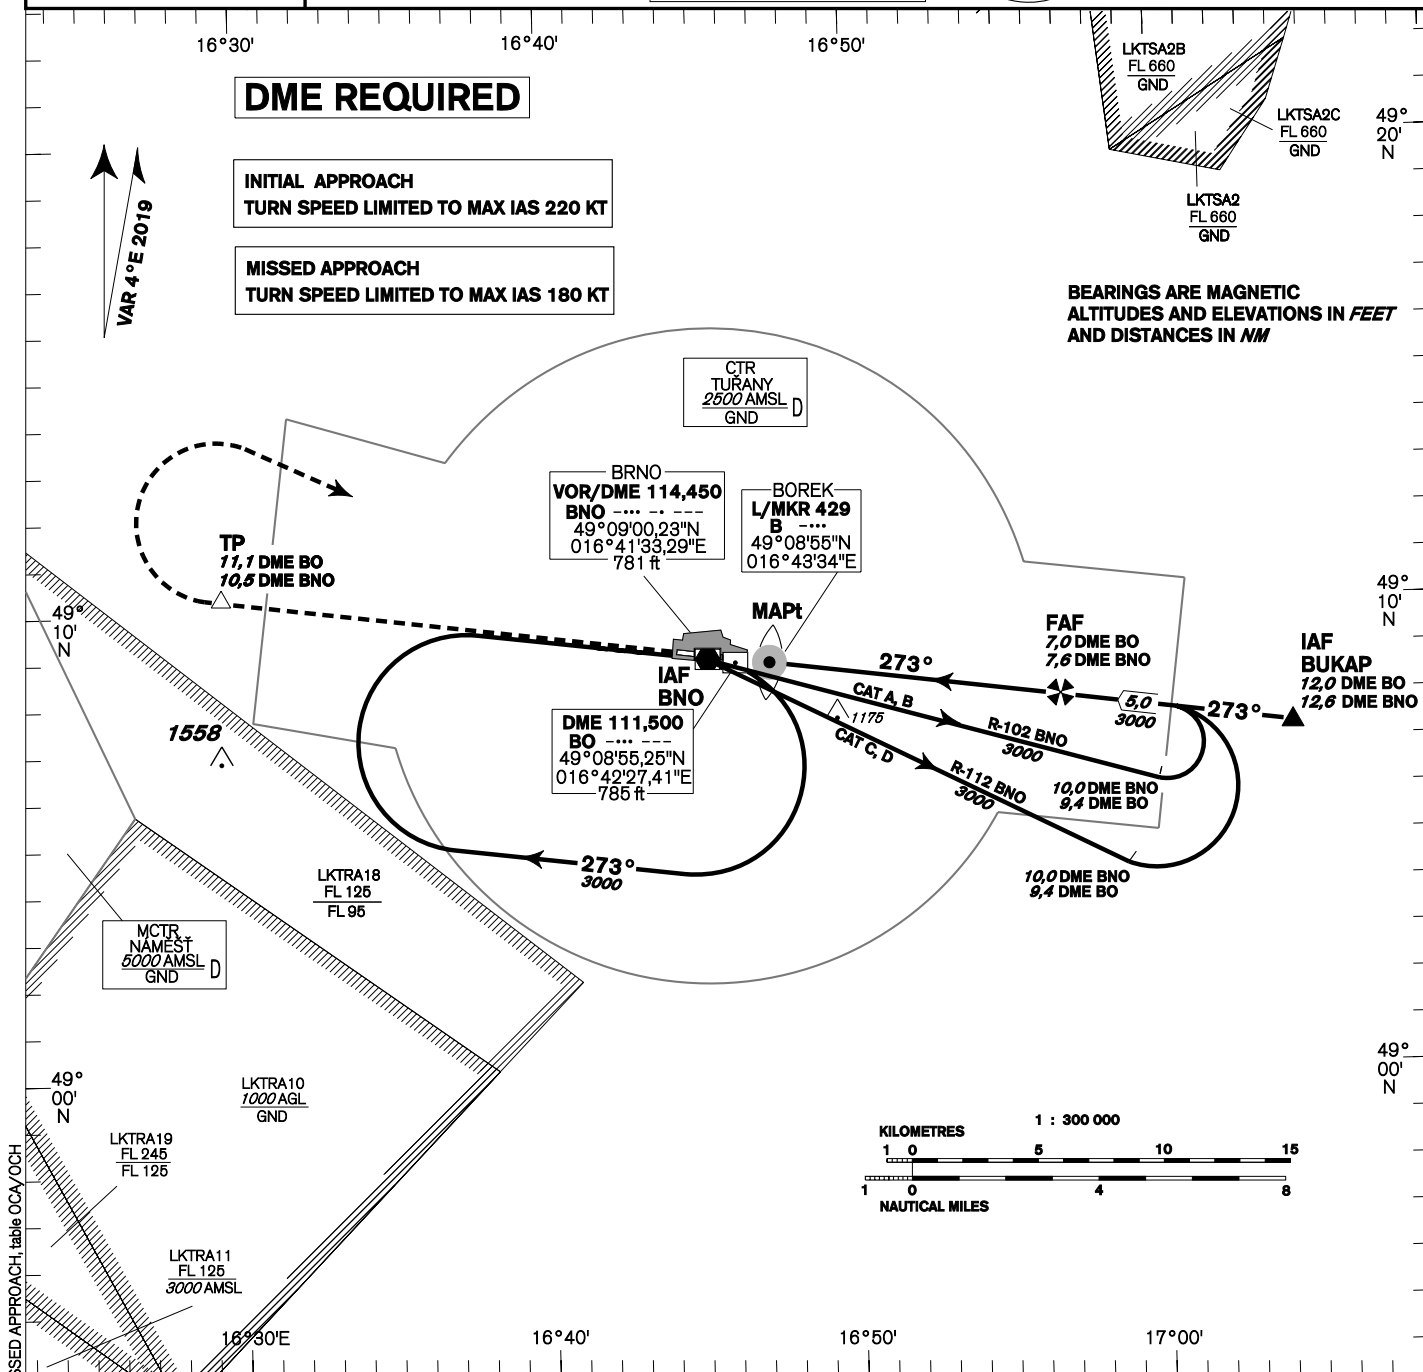 16°30'
16°40'
16°50'
DME REQUIRED
INITIAL APPROACH
TURN SPEED LIMITED TO MAX IAS 220 KT
MISSED APPROACH
TURN SPEED LIMITED TO MAX IAS 180 KT
VAR 4°E 2019
LKTSA2B
FL 660
GND
LKTSA2C
FL 660
GND
LKTSA2
FL 660
GND
49°
20'
N
BEARINGS ARE MAGNETIC
ALTITUDES AND ELEVATIONS IN FEET
AND DISTANCES IN NM
CTR
TUŘANY
2500 AMSL
GND
D
BRNO
VOR/DME 114,450
BNO -··· -· ---
49°09'00,23"N
016°41'33,29"E
781 ft
BOREK
L/MKR 429
B -···
49°08'55"N
016°43'34"E
TP
11,1 DME BO
10,5 DME BNO
49°
10'
N
49°
10'
N
MAPt
FAF
7,0 DME BO
7,6 DME BNO
IAF
BUKAP
12,0 DME BO
12,6 DME BNO
273°
5,0
3000
273°
IAF
BNO
CAT A, B
R-102 BNO
3000
1175
CAT C, D
R-112 BNO
3000
10,0 DME BNO
9,4 DME BO
10,0 DME BNO
9,4 DME BO
DME 111,500
BO -··· ---
49°08'55,25"N
016°42'27,41"E
785 ft
1558
273°
3000
LKTRA18
FL 125
FL 95
MCTR
NÁMĚŠŤ
5000 AMSL
GND
D
49°
00'
N
49°
00'
N
LKTRA10
1000 AGL
GND
LKTRA19
FL 245
FL 125
LKTRA11
FL 125
3000 AMSL
1 : 300 000
KILOMETRES
1 0 5 10 15
1 0 4 8
NAUTICAL MILES
SSED APPROACH, table OCA/OCH
16°30'E
16°40'
16°50'
17°00'